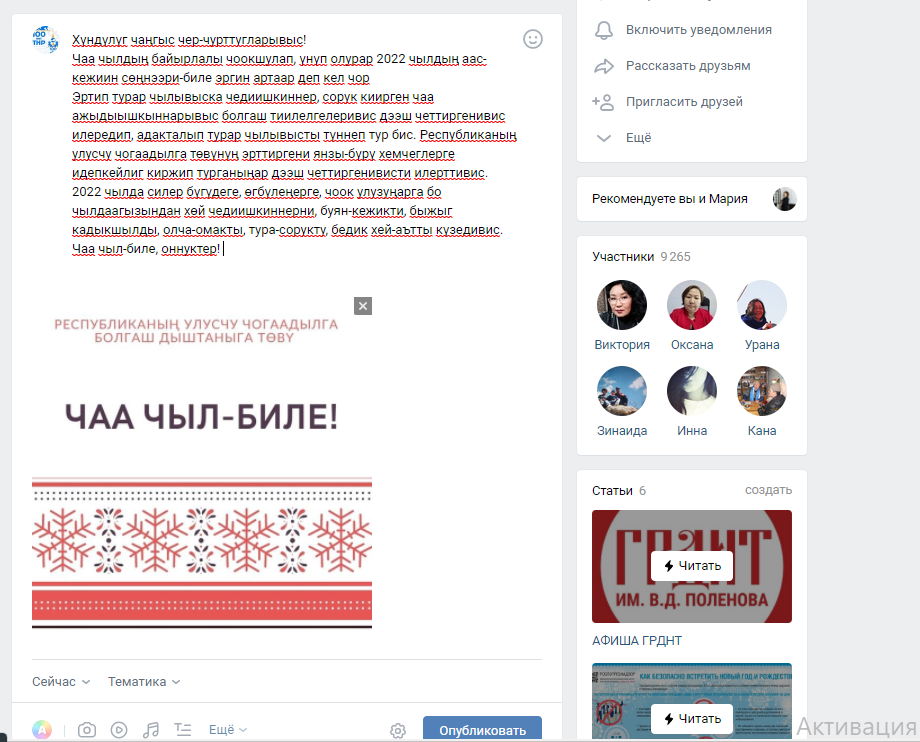 Хүндүлүг чаңгыс чер-чурттугларывыс!
Чаа чылдың байырлалы чоокшулап, үнүп олурар 2022 чылдың аас-
кежиин сөңнээри-биле эргин артаар деп кел чор
Эртип турар чылывыска чедиишкиннер, сорук киирген чаа
ажыдыышкыннарывыс болгаш тиилелгелеривис дээш четтиргенивис
илередип, адакталып турар чылывысты түннеп тур бис. Республиканың
улусчу чогаадылга төвүнүң эрттиргени янзы-бүрү хемчеглерге
идепкейлиг киржип турганыңар дээш четтиргенивисти илерттивис.
2022 чылда силер бүгүдеге, өгбүлеңерге, чоок улузуңарга бо
чылдаагызындан хөй чедиишкиннерни, буян-кежикти, быжыг
кадыкшылды, олча-омакты, тура-сорукту, бедик хей-аътты күзедивис.
Чаа чыл-биле, оннуктер!
РЕСПУБЛИКАНЫҢ УЛУСЧУ ЧОГААДЫЛГА
БОЛГАШ ДЫШТАНЫГА ТӨВҮ
ЧАА ЧЫЛ-БИЛЕ!
Сейчас
Тематика
Ещё
Опубликовать
Включить уведомления
Рассказать друзьям
Пригласить друзей
Ещё
Рекомендуете вы и Мария
Участники 9 265
Виктория Оксана Урана
Зинаида Инна Кана
Статьи 6 создать
ГРДНТ
Читать
ИМ. В.Д. ПОЛЕНОВА
АФИША ГРДНТ
КАК БЕЗОПАСНО ВСТРЕТИТЬ НОВЫЙ ГОД И РОЖДЕСТВО
Читать
Активация